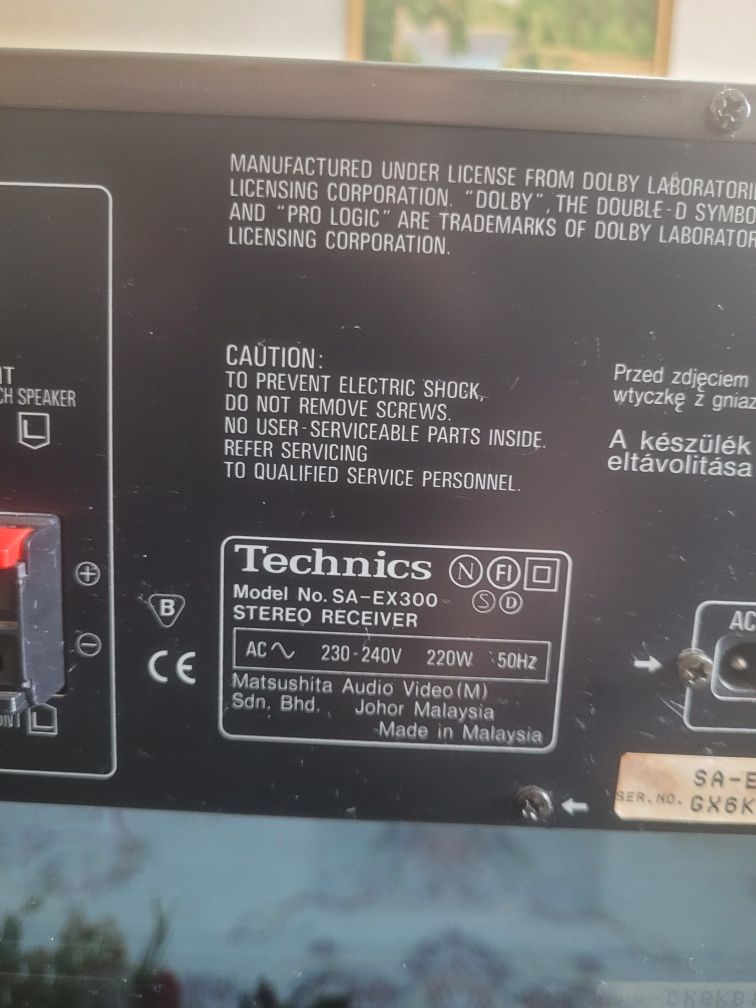 MANUFACTURED UNDER LICENSE FROM DOLBY LABORATORI
LICENSING CORPORATION. "DOLBY", THE DOUBLE-D SYMBO
AND "PRO LOGIC" ARE TRADEMARKS OF DOLBY LABORATOR
LICENSING CORPORATION.
CAUTION:
TO PREVENT ELECTRIC SHOCK,
DO NOT REMOVE SCREWS.
NO USER-SERVICEABLE PARTS INSIDE.
REFER SERVICING
TO QUALIFIED SERVICE PERSONNEL.
Przed zdjęciem
wtyczkę z gniaz
A készülék
eltávolitása
SPEAKER
L
+
−
B
CE
Technics N FI
Model No. SA-EX300 S D
STEREO RECEIVER
AC∿ 230-240V 220W 50Hz
Matsushita Audio Video (M)
Sdn. Bhd. Johor Malaysia
Made in Malaysia
AC
SA-E
SER. NO. GX6K